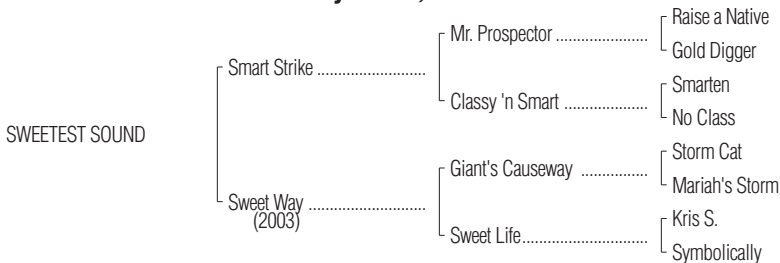 Raise a Native
Mr. Prospector ........................
Gold Digger
Smart Strike ............................
Smarten
Classy 'n Smart ......................
No Class
SWEETEST SOUND
Storm Cat
Giant's Causeway .................
Mariah's Storm
Sweet Way ..............................
(2003)
Kris S.
Sweet Life................................
Symbolically